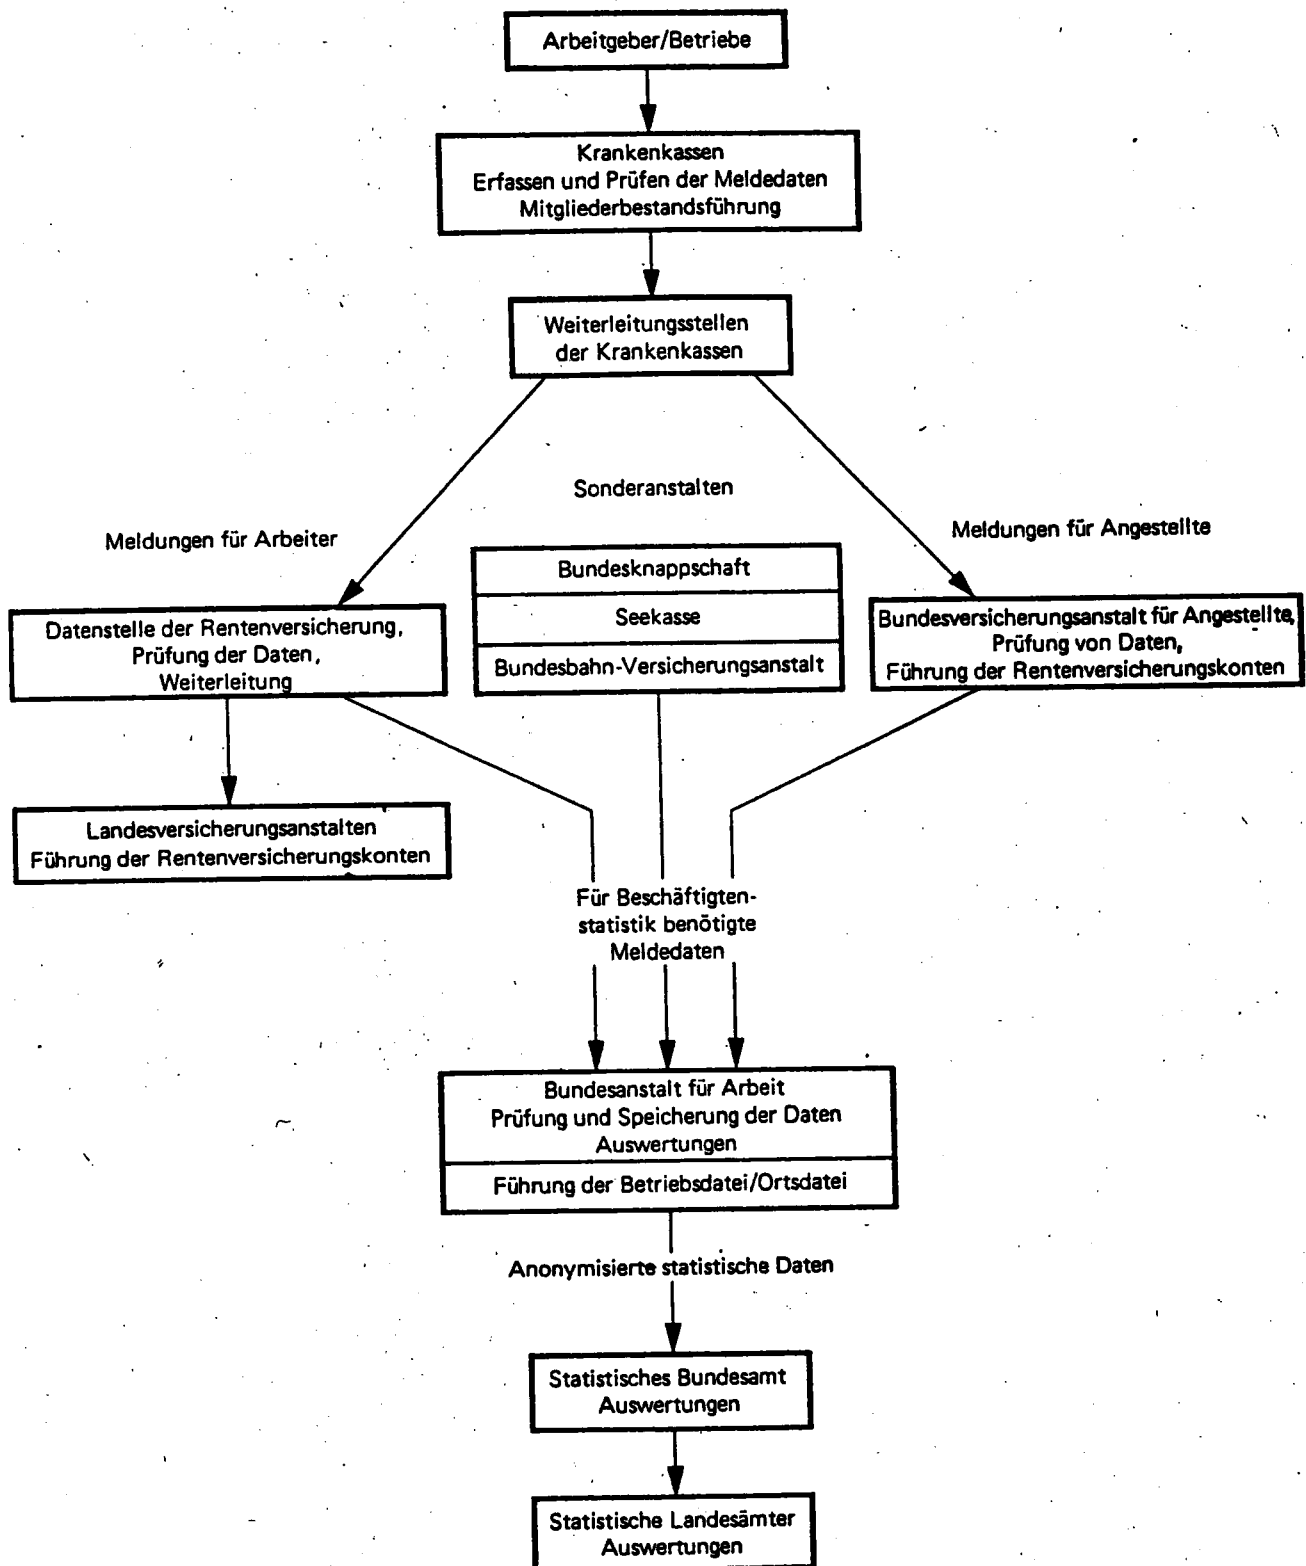 Arbeitgeber/Betriebe
Krankenkassen
Erfassen und Prüfen der Meldedaten
Mitgliederbestandsführung
Weiterleitungsstellen
der Krankenkassen
Sonderanstalten
Meldungen für Arbeiter
Meldungen für Angestellte
Datenstelle der Rentenversicherung,
Prüfung der Daten,
Weiterleitung
Bundesknappschaft
Seekasse
Bundesbahn-Versicherungsanstalt
Bundesversicherungsanstalt für Angestellte,
Prüfung von Daten,
Führung der Rentenversicherungskonten
Landesversicherungsanstalten
Führung der Rentenversicherungskonten
Für Beschäftigten-
statistik benötigte
Meldedaten
Bundesanstalt für Arbeit
Prüfung und Speicherung der Daten
Auswertungen
Führung der Betriebsdatei/Ortsdatei
Anonymisierte statistische Daten
Statistisches Bundesamt
Auswertungen
Statistische Landesämter
Auswertungen